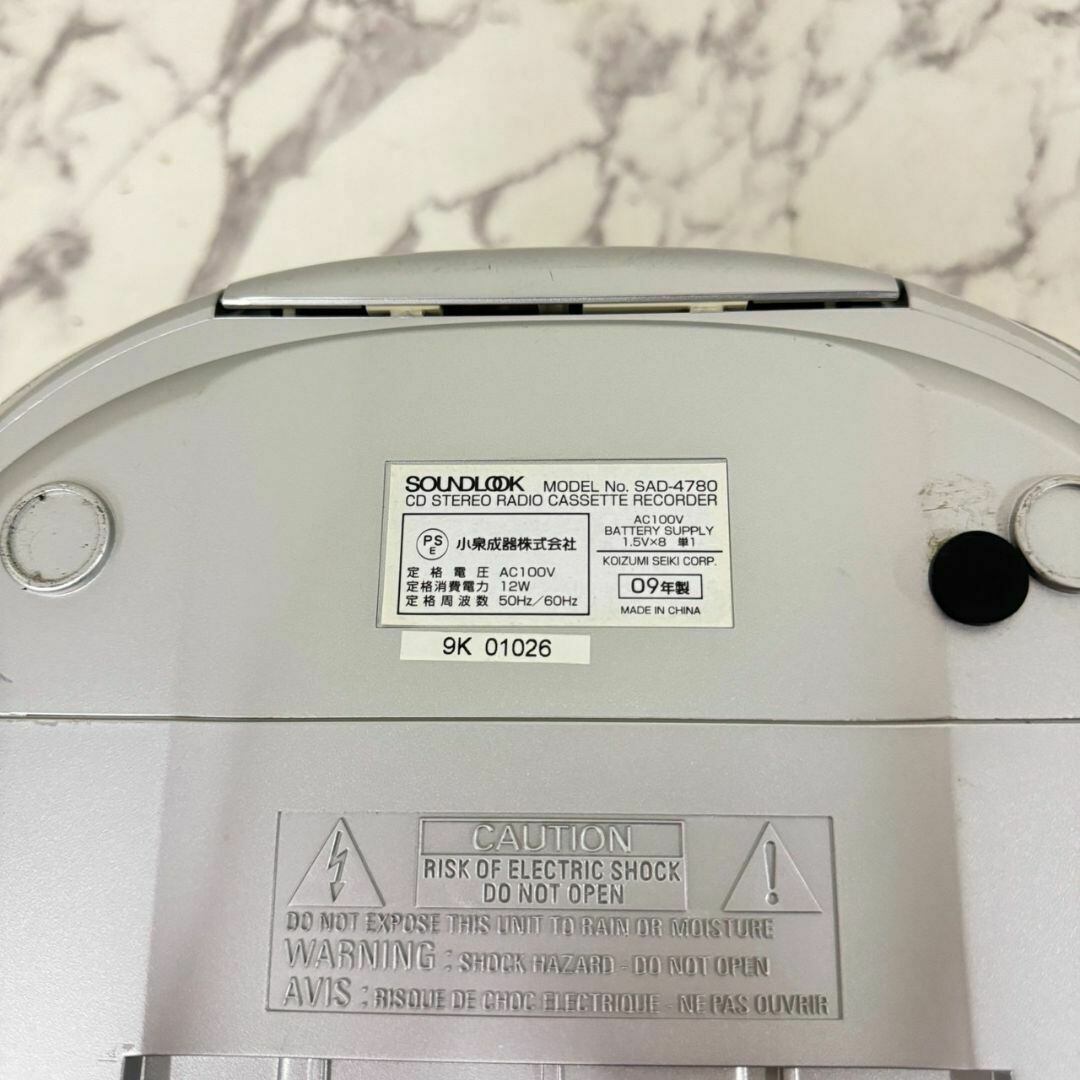 SOUNDLOOK MODEL No. SAD-4780
CD STEREO RADIO CASSETTE RECORDER
PS
E
小泉成器株式会社
定格電圧 AC100V
定格消費電力 12W
定格周波数 50Hz/60Hz
AC100V
BATTERY SUPPLY
1.5V×8 単1
KOIZUMI SEIKI CORP.
09年製
MADE IN CHINA
9K 01026
CAUTION
RISK OF ELECTRIC SHOCK
DO NOT OPEN
DO NOT EXPOSE THIS UNIT TO RAIN OR MOISTURE
WARNING : SHOCK HAZARD - DO NOT OPEN
AVIS : RISQUE DE CHOC ELECTRIQUE - NE PAS OUVRIR